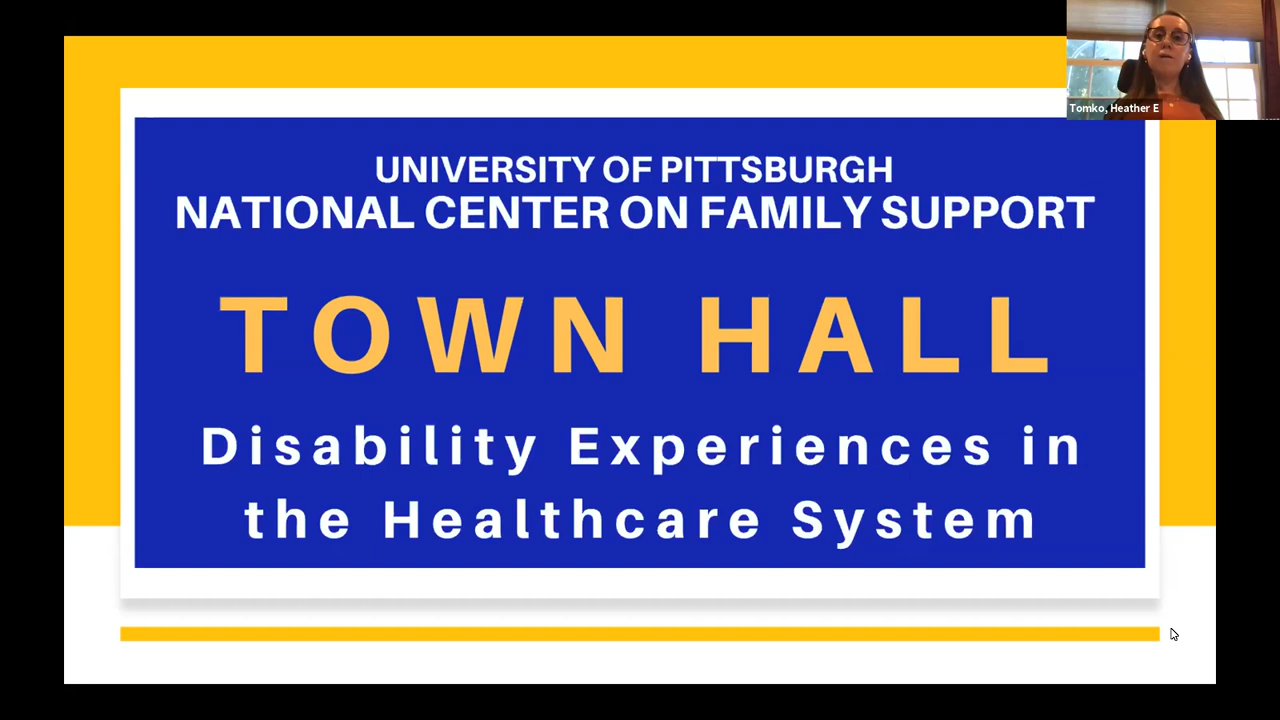 Tomko, Heather E
UNIVERSITY OF PITTSBURGH
NATIONAL CENTER ON FAMILY SUPPORT
TOWN HALL
Disability Experiences in
the Healthcare System